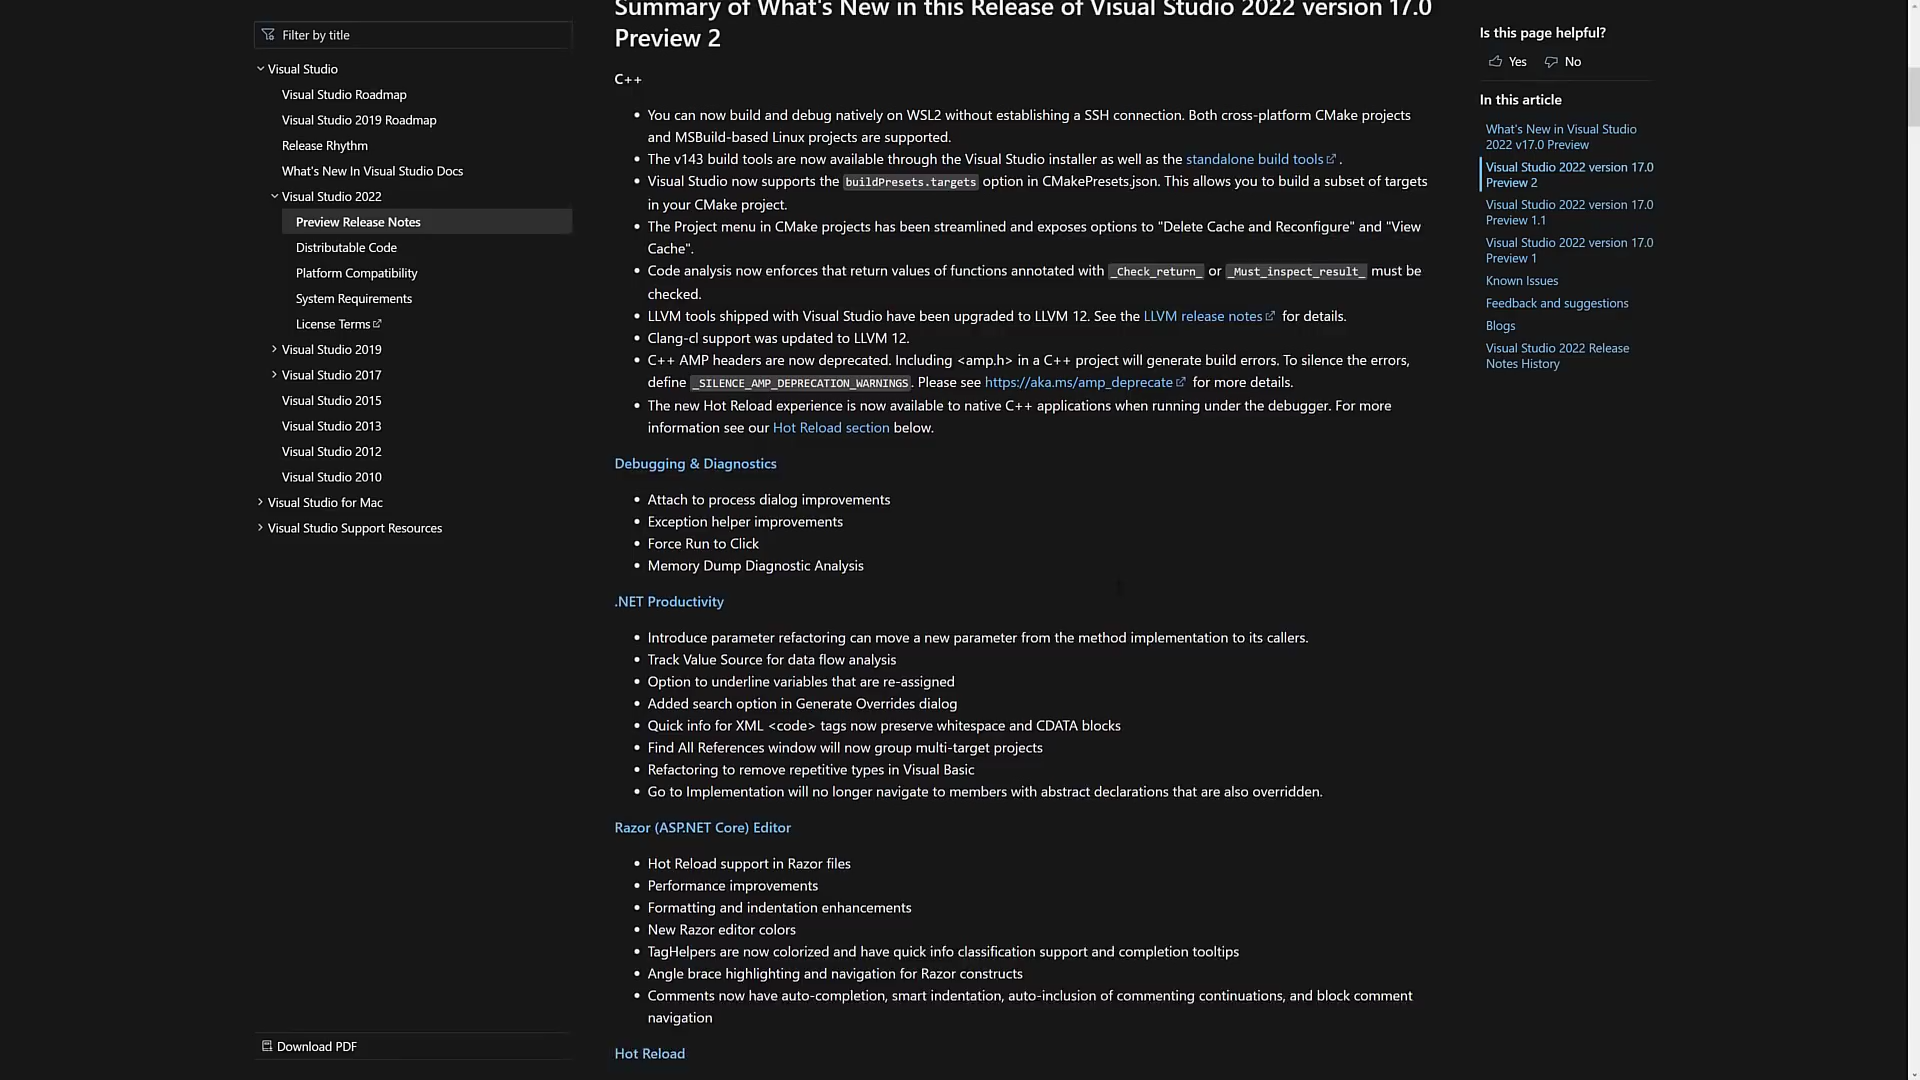 Filter by title
Visual Studio
Visual Studio Roadmap
Visual Studio 2019 Roadmap
Release Rhythm
What's New In Visual Studio Docs
Visual Studio 2022
Preview Release Notes
Distributable Code
Platform Compatibility
System Requirements
License Terms
Visual Studio 2019
Visual Studio 2017
Visual Studio 2015
Visual Studio 2013
Visual Studio 2012
Visual Studio 2010
Visual Studio for Mac
Visual Studio Support Resources
Download PDF
Summary of What's New in this Release of Visual Studio 2022 version 17.0
Preview 2
C++
• You can now build and debug natively on WSL2 without establishing a SSH connection. Both cross-platform CMake projects
and MSBuild-based Linux projects are supported.
• The v143 build tools are now available through the Visual Studio installer as well as the standalone build tools .
• Visual Studio now supports the buildPresets.targets option in CMakePresets.json. This allows you to build a subset of targets
in your CMake project.
• The Project menu in CMake projects has been streamlined and exposes options to "Delete Cache and Reconfigure" and "View
Cache".
• Code analysis now enforces that return values of functions annotated with _Check_return_ or _Must_inspect_result_ must be
checked.
• LLVM tools shipped with Visual Studio have been upgraded to LLVM 12. See the LLVM release notes for details.
• Clang-cl support was updated to LLVM 12.
• C++ AMP headers are now deprecated. Including <amp.h> in a C++ project will generate build errors. To silence the errors,
define _SILENCE_AMP_DEPRECATION_WARNINGS. Please see https://aka.ms/amp_deprecate for more details.
• The new Hot Reload experience is now available to native C++ applications when running under the debugger. For more
information see our Hot Reload section below.
Debugging & Diagnostics
• Attach to process dialog improvements
• Exception helper improvements
• Force Run to Click
• Memory Dump Diagnostic Analysis
.NET Productivity
• Introduce parameter refactoring can move a new parameter from the method implementation to its callers.
• Track Value Source for data flow analysis
• Option to underline variables that are re-assigned
• Added search option in Generate Overrides dialog
• Quick info for XML <code> tags now preserve whitespace and CDATA blocks
• Find All References window will now group multi-target projects
• Refactoring to remove repetitive types in Visual Basic
• Go to Implementation will no longer navigate to members with abstract declarations that are also overridden.
Razor (ASP.NET Core) Editor
• Hot Reload support in Razor files
• Performance improvements
• Formatting and indentation enhancements
• New Razor editor colors
• TagHelpers are now colorized and have quick info classification support and completion tooltips
• Angle brace highlighting and navigation for Razor constructs
• Comments now have auto-completion, smart indentation, auto-inclusion of commenting continuations, and block comment
navigation
Hot Reload
Is this page helpful?
Yes No
In this article
What's New in Visual Studio
2022 v17.0 Preview
Visual Studio 2022 version 17.0
Preview 2
Visual Studio 2022 version 17.0
Preview 1.1
Visual Studio 2022 version 17.0
Preview 1
Known Issues
Feedback and suggestions
Blogs
Visual Studio 2022 Release
Notes History